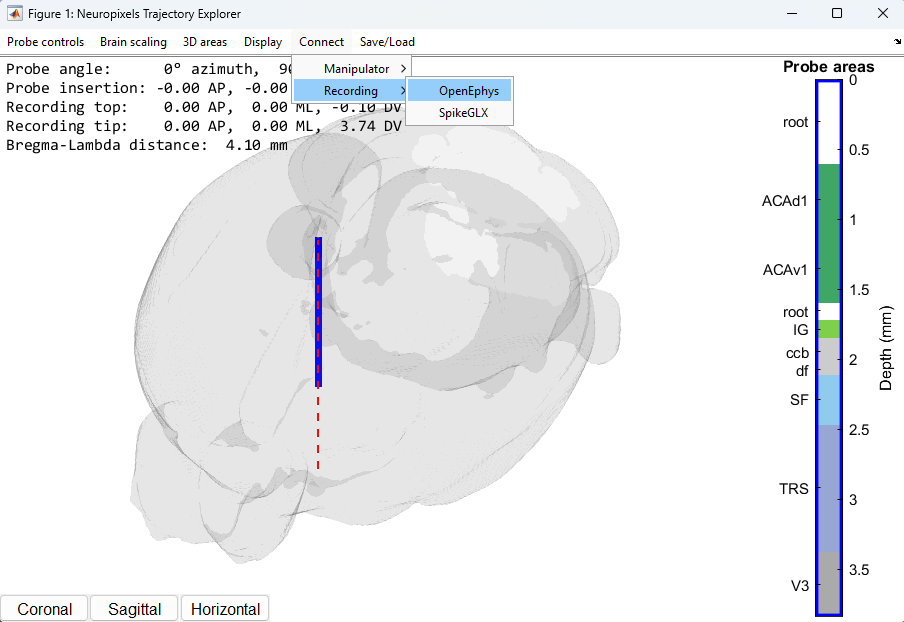 Figure 1: Neuropixels Trajectory Explorer
Probe controls Brain scaling 3D areas Display Connect Save/Load
Manipulator
Recording
OpenEphys
SpikeGLX
Probe angle: 0° azimuth,
Probe insertion: -0.00 AP, -0.00
Recording top: 0.00 AP, 0.00 ML, -0.10 DV
Recording tip: 0.00 AP, 0.00 ML, 3.74 DV
Bregma-Lambda distance: 4.10 mm
Probe areas
0
root
0.5
ACAd1
1
ACAv1
1.5
root
IG
ccb
2
df
SF
2.5
TRS
3
3.5
V3
Depth (mm)
Coronal Sagittal Horizontal